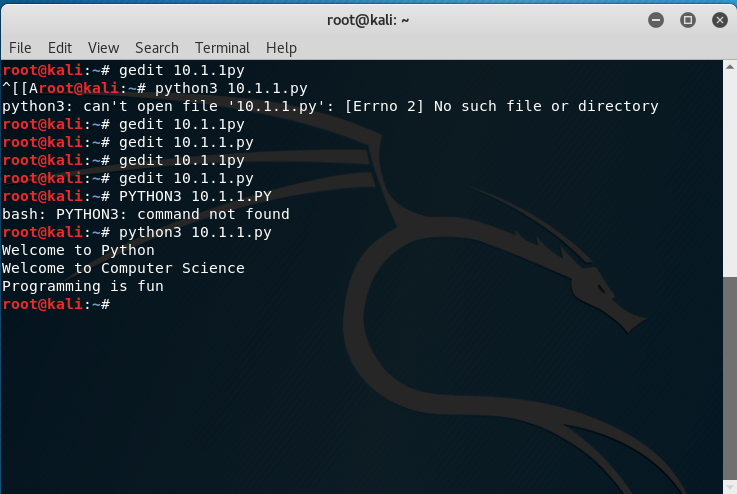 root@kali: ~
File Edit View Search Terminal Help
root@kali:~# gedit 10.1.1py
^[[Aroot@kali:~# python3 10.1.1.py
python3: can't open file '10.1.1.py': [Errno 2] No such file or directory
root@kali:~# gedit 10.1.1py
root@kali:~# gedit 10.1.1.py
root@kali:~# gedit 10.1.1py
root@kali:~# gedit 10.1.1.py
root@kali:~# PYTHON3 10.1.1.PY
bash: PYTHON3: command not found
root@kali:~# python3 10.1.1.py
Welcome to Python
Welcome to Computer Science
Programming is fun
root@kali:~#